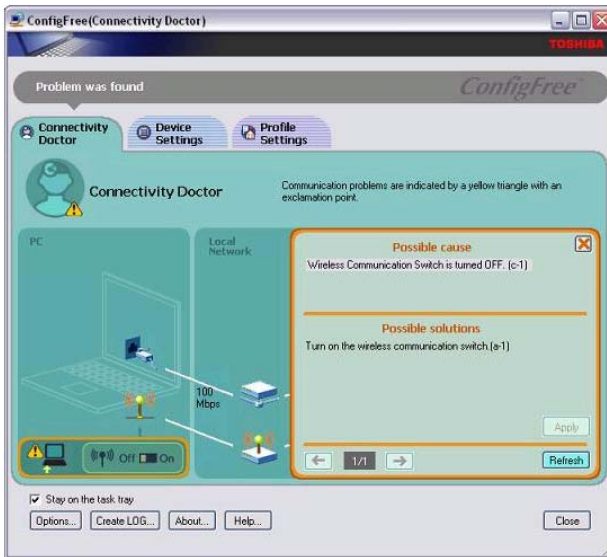 ConfigFree(Connectivity Doctor)
TOSHIBA
Problem was found
ConfigFree
Connectivity Doctor
Device Settings
Profile Settings
Connectivity Doctor
Communication problems are indicated by a yellow triangle with an
exclamation point.
PC
Local
Network
100
Mbps
Off On
Possible cause
Wireless Communication Switch is turned OFF. (c-1)
Possible solutions
Turn on the wireless communication switch.(a-1)
Apply
1/1
Refresh
Stay on the task tray
Options... Create LOG... About... Help... Close